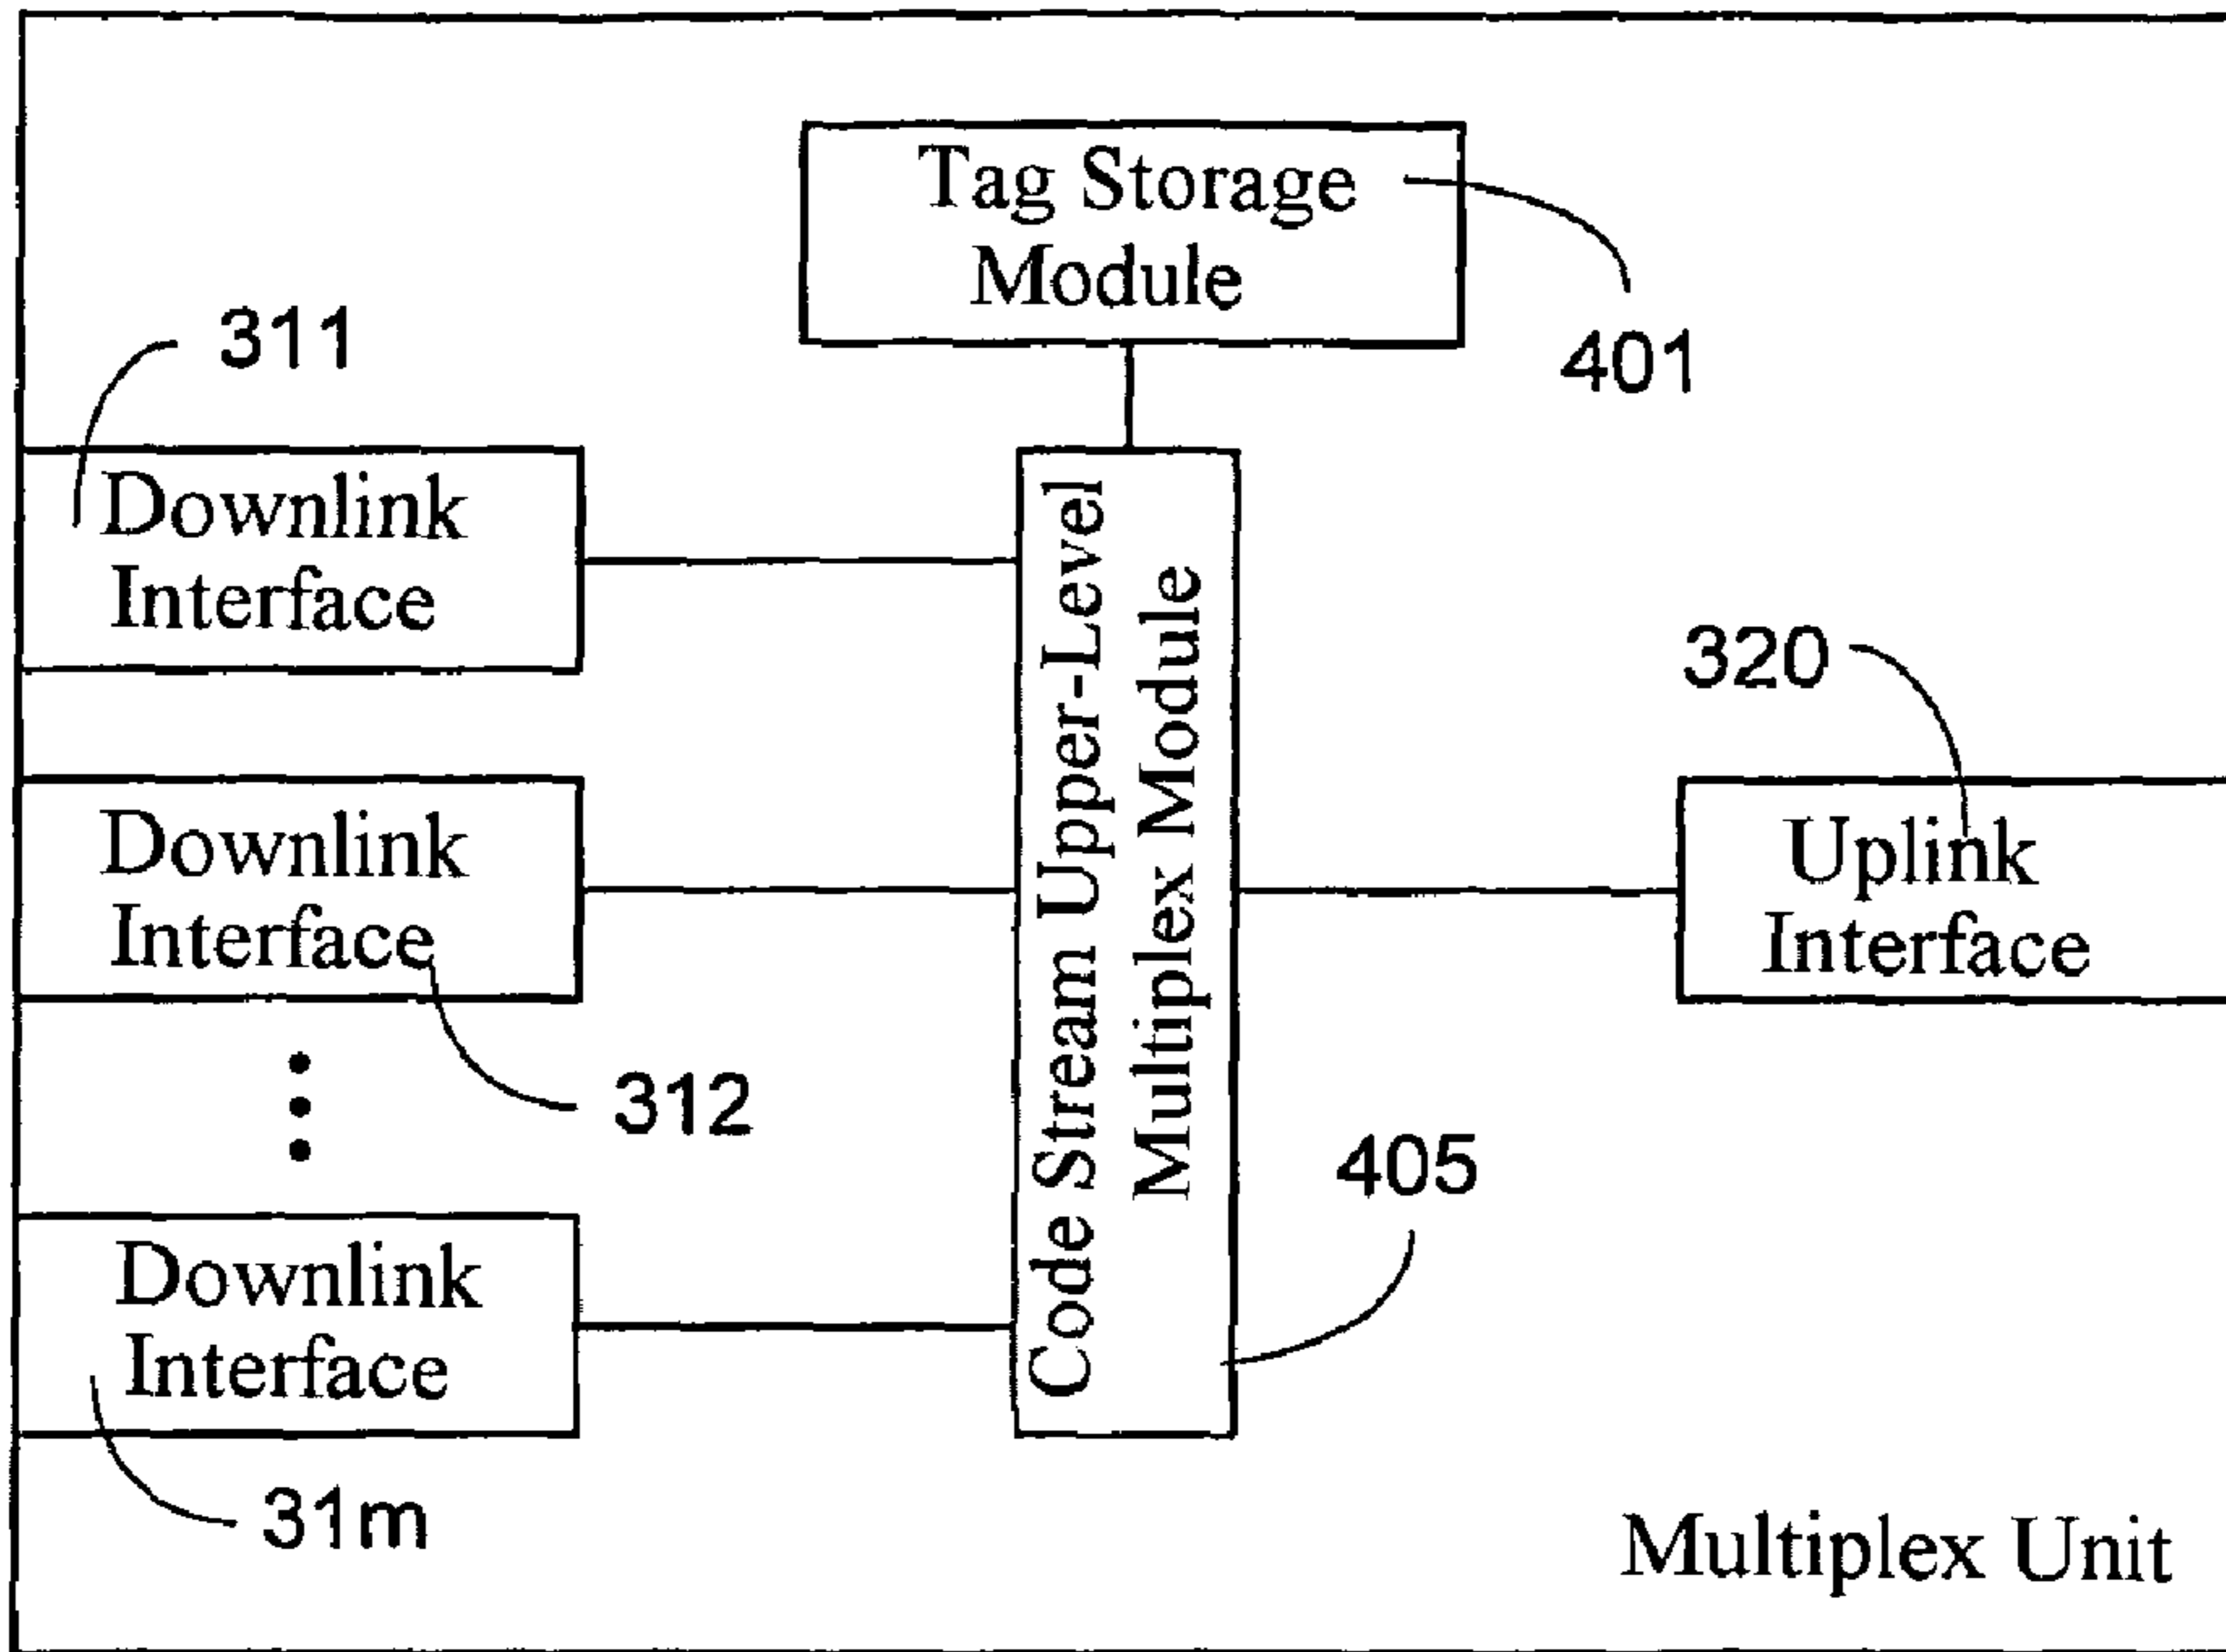 Tag Storage
Module
401
311
Downlink
Interface
Downlink
Interface
312
Downlink
Interface
31m
Code Stream Upper-Level
Multiplex Module
405
320
Uplink
Interface
Multiplex Unit